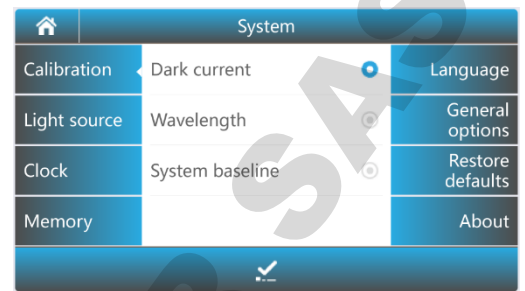 System
Calibration
Dark current
Language
Light source
Wavelength
General
options
Clock
System baseline
Restore
defaults
Memory
About